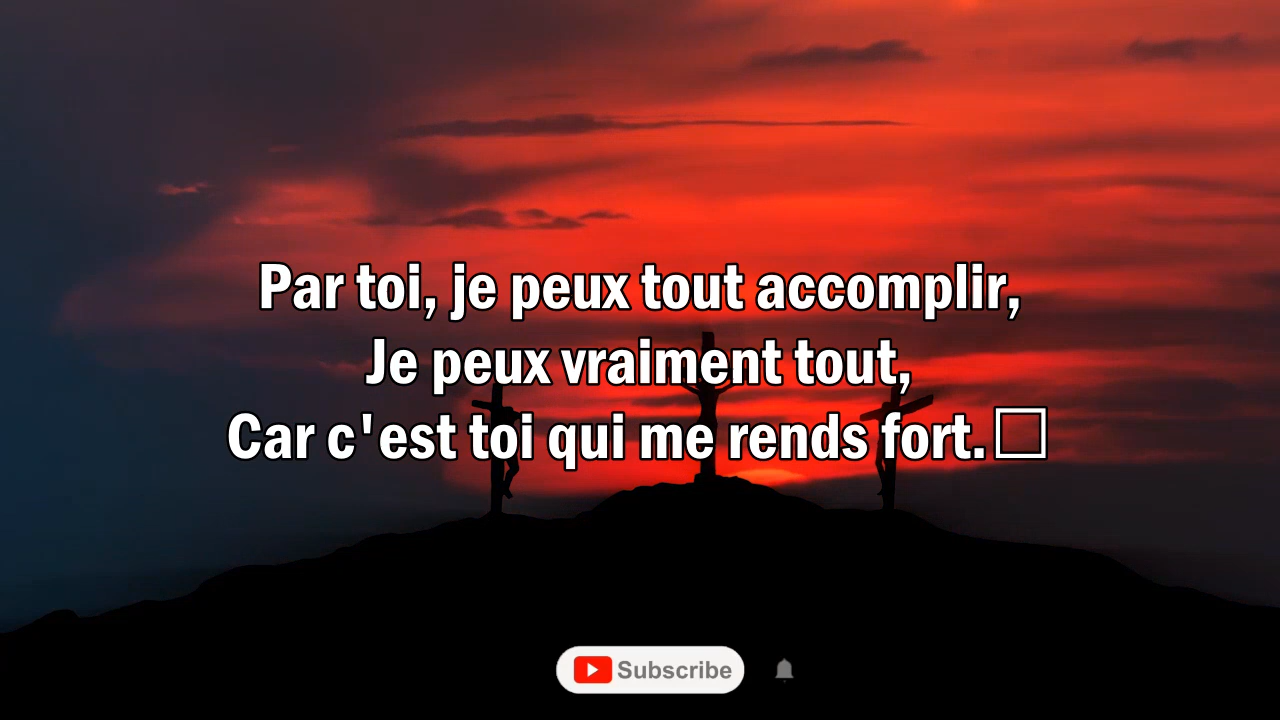 Par toi, je peux tout accomplir,
Je peux vraiment tout,
Car c'est toi qui me rends fort.□
Subscribe